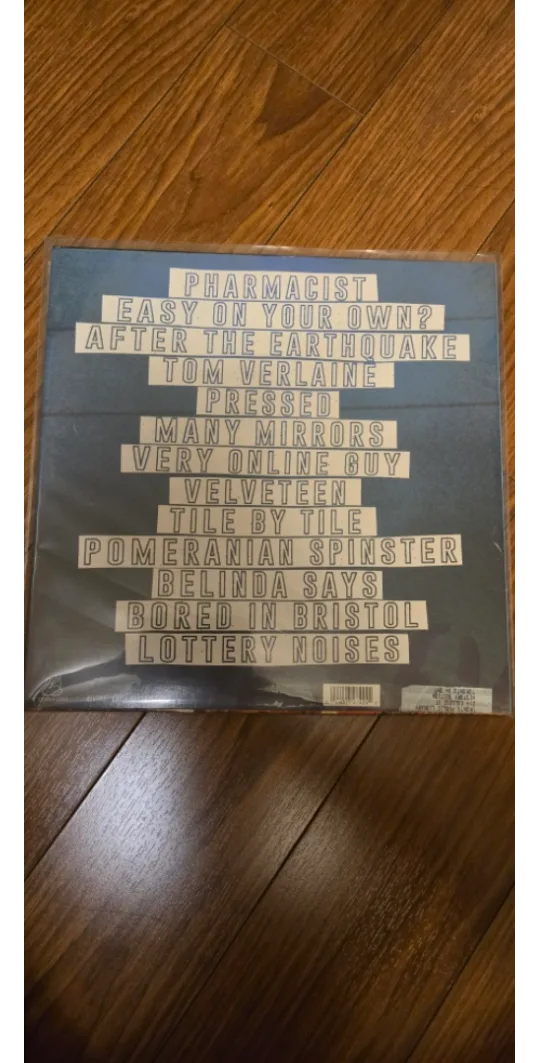 PHARMACIST
EASY ON YOUR OWN?
AFTER THE EARTHQUAKE
TOM VERLAINE
PRESSED
MANY MIRRORS
VERY ONLINE GUY
VELVETEEN
TILE BY TILE
POMERANIAN SPINSTER
BELINDA SAYS
BORED IN BRISTOL
LOTTERY NOISES